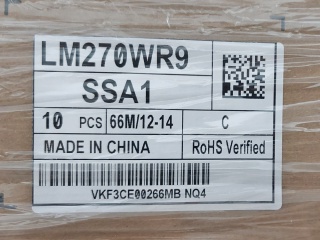 LM270WR9
SSA1
10 PCS 66M/12-14 C
MADE IN CHINA RoHS Verified
VKF3CE00266MB NQ4